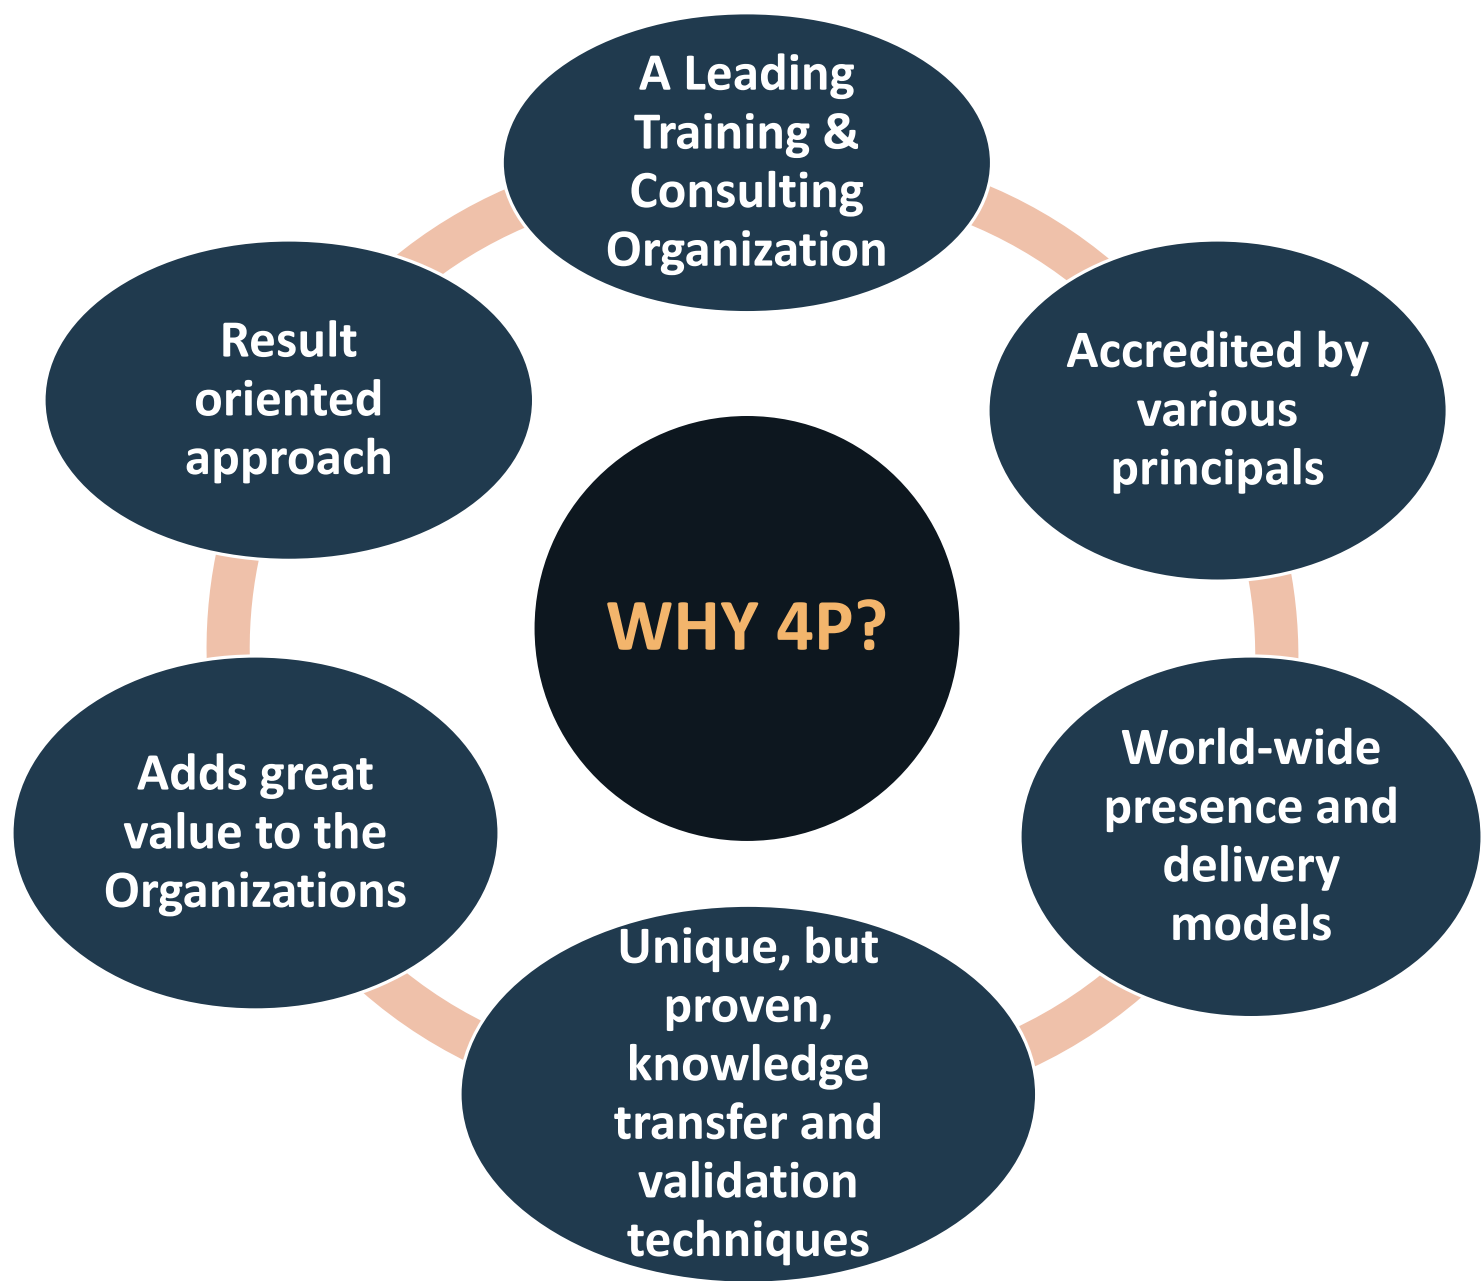 A Leading
Training &
Consulting
Organization
Accredited by
various
principals
World-wide
presence and
delivery
models
Unique, but
proven,
knowledge
transfer and
validation
techniques
Adds great
value to the
Organizations
Result
oriented
approach
WHY 4P?